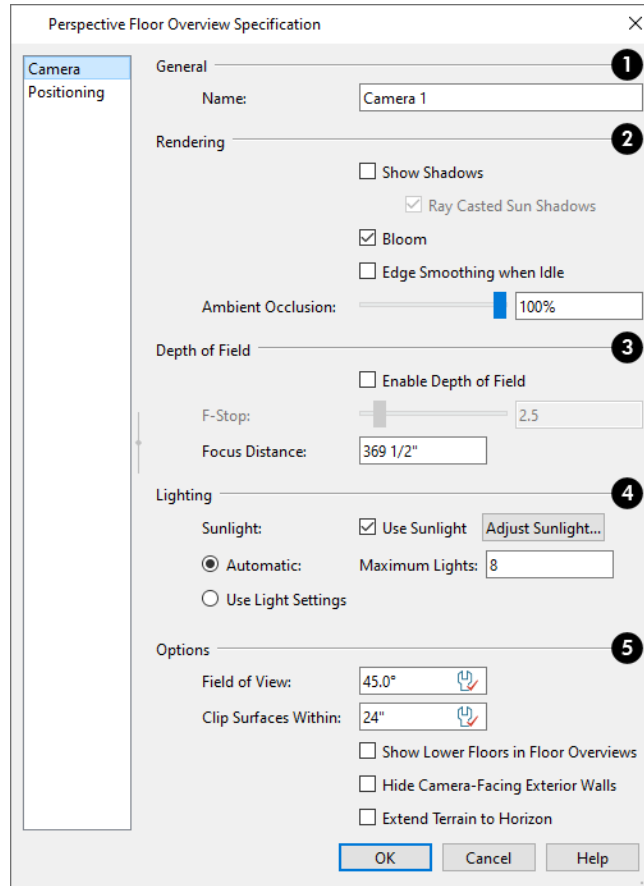 Perspective Floor Overview Specification
Camera
Positioning
General
1
Name:
Camera 1
Rendering
2
Show Shadows
Ray Casted Sun Shadows
Bloom
Edge Smoothing when Idle
Ambient Occlusion:
100%
Depth of Field
3
Enable Depth of Field
F-Stop:
2.5
Focus Distance:
369 1/2"
Lighting
4
Sunlight:
Use Sunlight
Adjust Sunlight...
Automatic:
Maximum Lights:
8
Use Light Settings
Options
5
Field of View:
45.0°
Clip Surfaces Within:
24"
Show Lower Floors in Floor Overviews
Hide Camera-Facing Exterior Walls
Extend Terrain to Horizon
OK
Cancel
Help